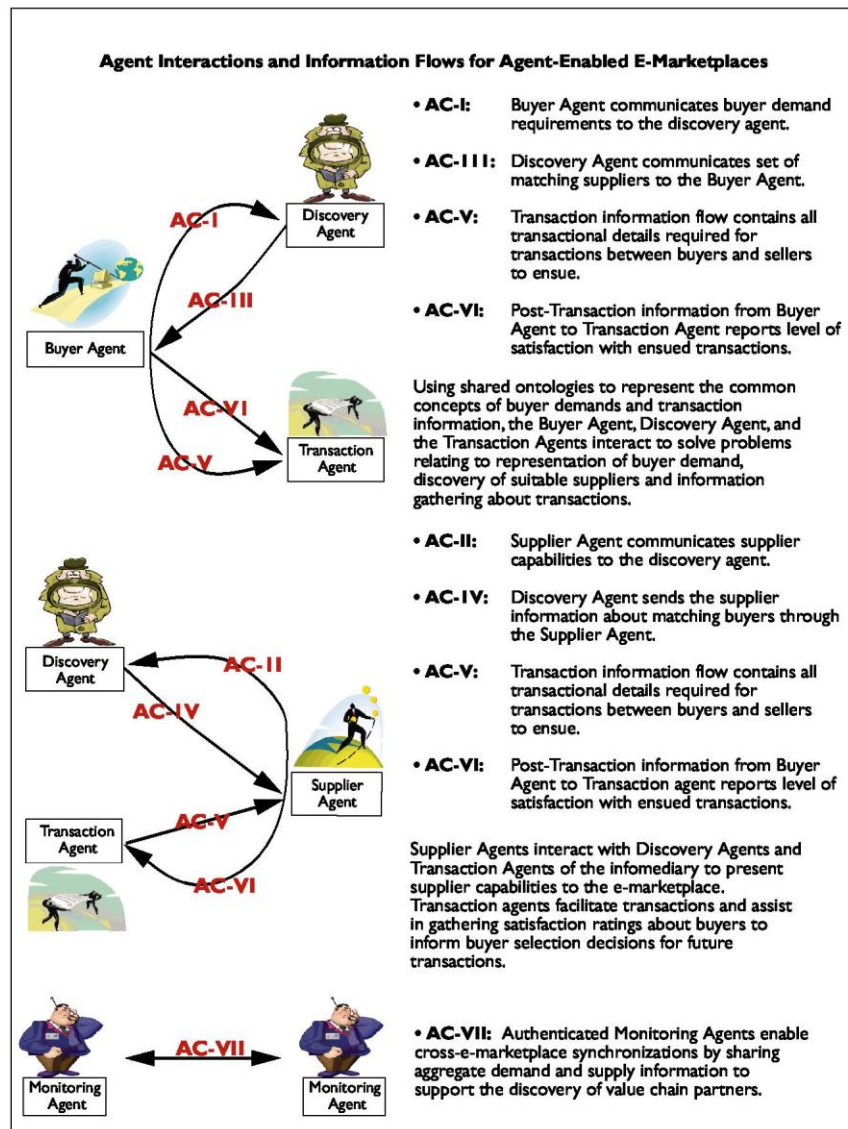 Agent Interactions and Information Flows for Agent-Enabled E-Marketplaces
• AC-I: Buyer Agent communicates buyer demand
requirements to the discovery agent.
• AC-III: Discovery Agent communicates set of
matching suppliers to the Buyer Agent.
• AC-V: Transaction information flow contains all
transactional details required for
transactions between buyers and sellers
to ensue.
• AC-VI: Post-Transaction information from Buyer
Agent to Transaction Agent reports level of
satisfaction with ensued transactions.
AC-I
Discovery
Agent
AC-III
Buyer Agent
AC-VI
AC-V
Transaction
Agent
Using shared ontologies to represent the common
concepts of buyer demands and transaction
information, the Buyer Agent, Discovery Agent, and
the Transaction Agents interact to solve problems
relating to representation of buyer demand,
discovery of suitable suppliers and information
gathering about transactions.
• AC-II: Supplier Agent communicates supplier
capabilities to the discovery agent.
• AC-IV: Discovery Agent sends the supplier
information about matching buyers through
the Supplier Agent.
• AC-V: Transaction information flow contains all
transactional details required for
transactions between buyers and sellers
to ensue.
• AC-VI: Post-Transaction information from Buyer
Agent to Transaction agent reports level of
satisfaction with ensued transactions.
Discovery
Agent
AC-II
AC-IV
Supplier
Agent
Transaction
Agent
AC-V
AC-VI
Supplier Agents interact with Discovery Agents and
Transaction Agents of the infomediary to present
supplier capabilities to the e-marketplace.
Transaction agents facilitate transactions and assist
in gathering satisfaction ratings about buyers to
inform buyer selection decisions for future
transactions.
AC-VII
Monitoring
Agent
Monitoring
Agent
• AC-VII: Authenticated Monitoring Agents enable
cross-e-marketplace synchronizations by sharing
aggregate demand and supply information to
support the discovery of value chain partners.